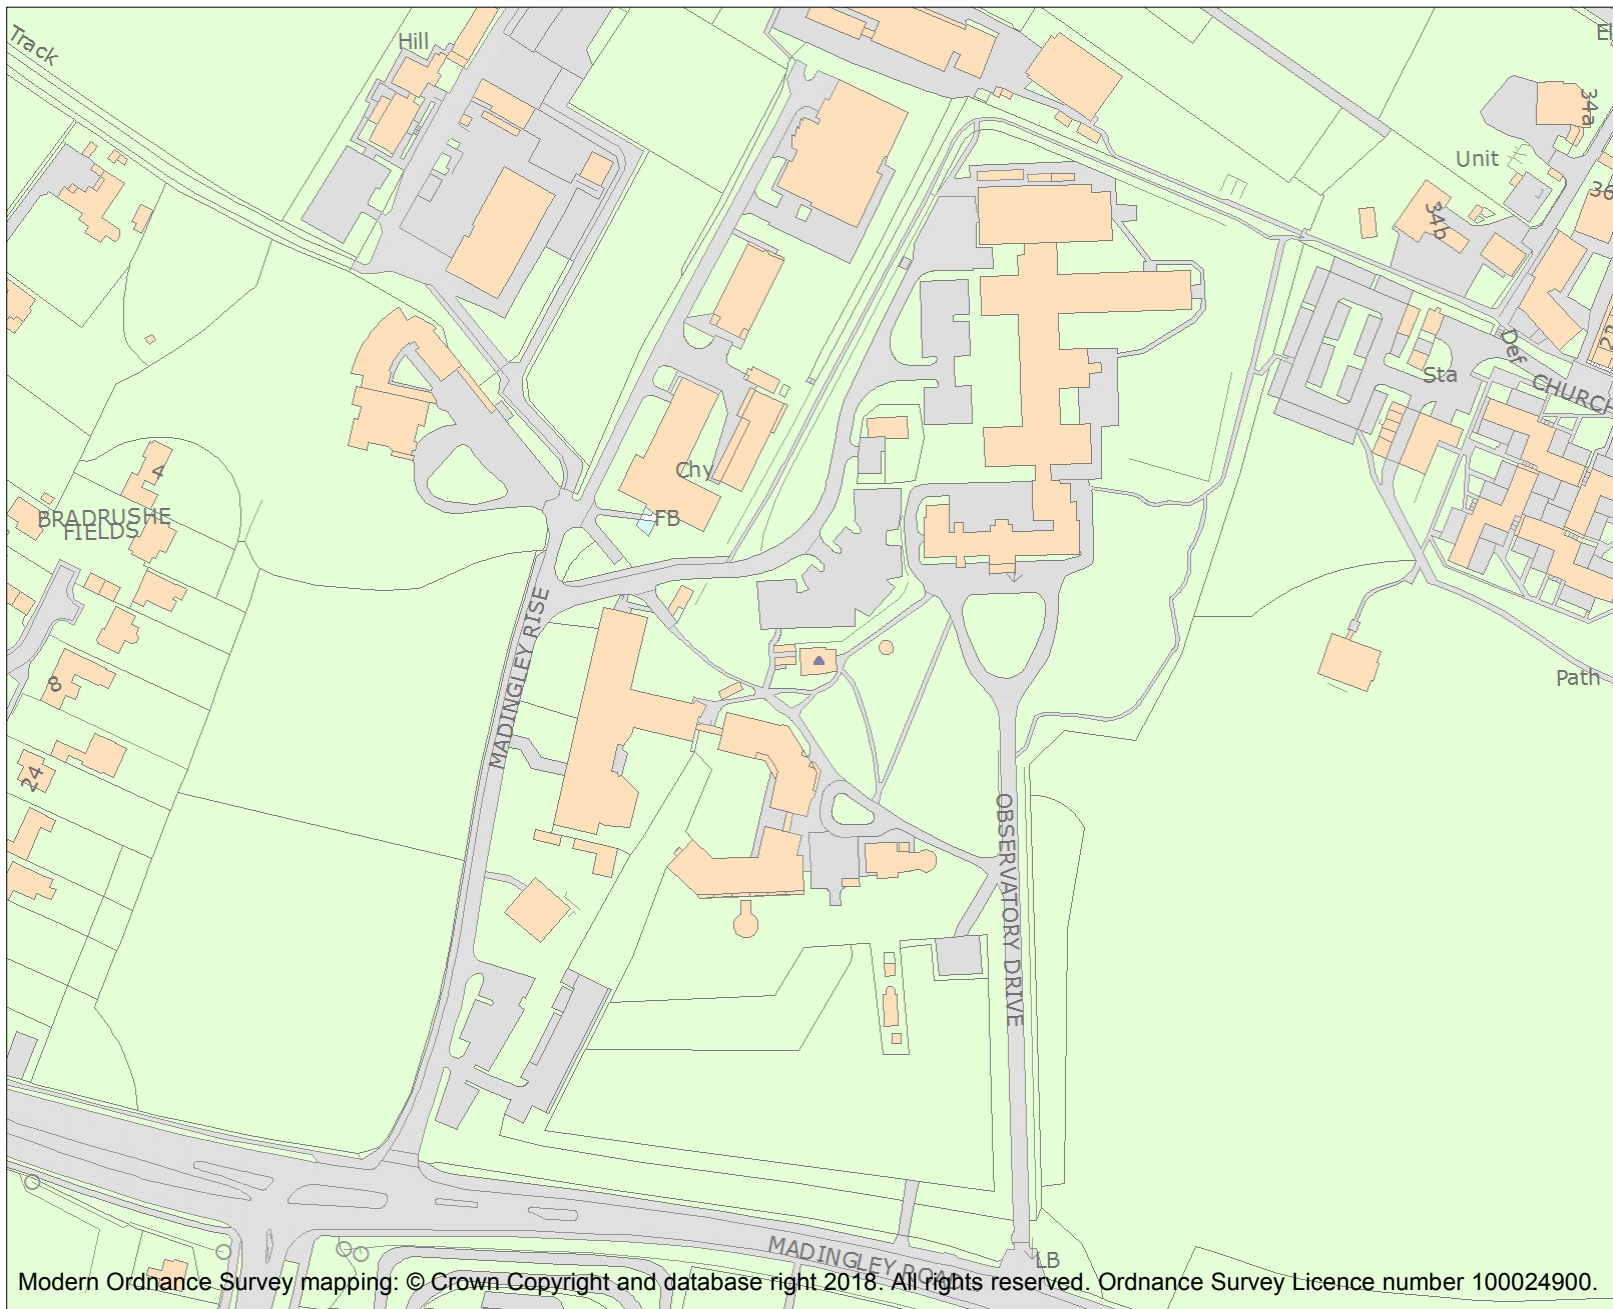 Track
Hill
El
34a
Unit
36
34b
Def
22
Sta
CHURCH
4
Chy
BRADRUSHE
FIELDS
FB
MADINGLEY RISE
8
Path
24
OBSERVATORY DRIVE
MADINGLEY ROAD
LB
Modern Ordnance Survey mapping: © Crown Copyright and database right 2018. All rights reserved. Ordnance Survey Licence number 100024900.